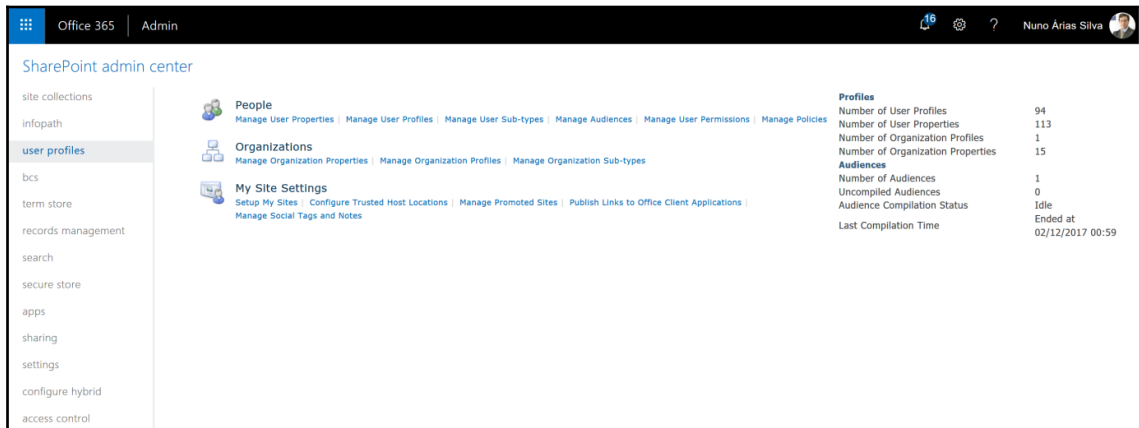 Office 365 Admin 16 ? Nuno Árias Silva
SharePoint admin center
site collections
infopath
user profiles
bcs
term store
records management
search
secure store
apps
sharing
settings
configure hybrid
access control
People
Manage User Properties | Manage User Profiles | Manage User Sub-types | Manage Audiences | Manage User Permissions | Manage Policies
Organizations
Manage Organization Properties | Manage Organization Profiles | Manage Organization Sub-types
My Site Settings
Setup My Sites | Configure Trusted Host Locations | Manage Promoted Sites | Publish Links to Office Client Applications |
Manage Social Tags and Notes
Profiles
Number of User Profiles 94
Number of User Properties 113
Number of Organization Profiles 1
Number of Organization Properties 15
Audiences
Number of Audiences 1
Uncompiled Audiences 0
Audience Compilation Status Idle
Last Compilation Time Ended at
02/12/2017 00:59